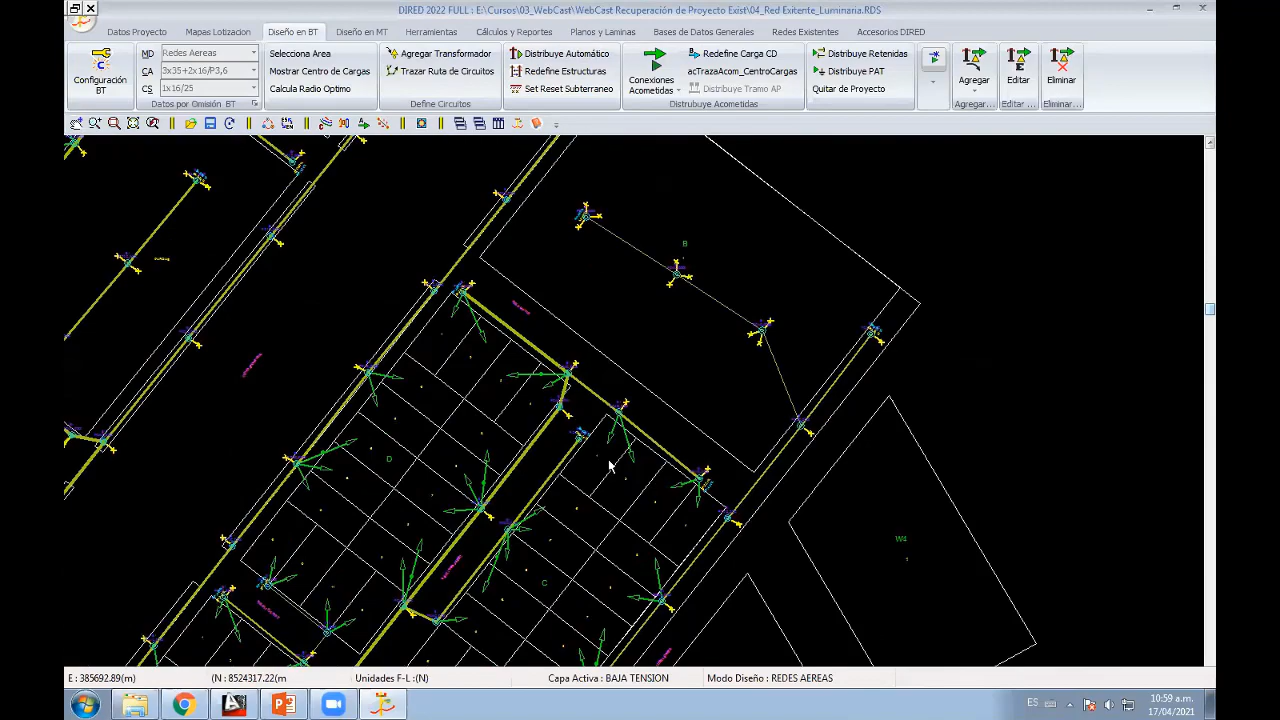 DIRED 2022 FULL : E:\Cursos\03_WebCast\WebCast Recuperación de Proyecto Exist\04_Red Exitente_Luminaria.RDS
Datos Proyecto
Mapas Lotización
Diseño en BT
Diseño en MT
Herramientas
Cálculos y Reportes
Planos y Laminas
Bases de Datos Generales
Redes Existentes
Accesorios DIRED
Configuración BT
MD Redes Aereas
CA 3x35+2x16/P3,6
CS 1x16/25
Datos por Omisión BT
Selecciona Area
Mostrar Centro de Cargas
Calcula Radio Optimo
Agregar Transformador
Trazar Ruta de Circuitos
Define Circuitos
Distribuye Automático
Redefine Estructuras
Set Reset Subterraneo
Conexiones Acometidas
Redefine Carga CD
acTrazaAcom_CentroCargas
Distribuye Tramo AP
Distrubuye Acometidas
Distribuye Retenidas
Distribuye PAT
Quitar de Proyecto
Agregar
Agregar...
Editar
Editar ...
Eliminar
Eliminar...
B
D
C
W4
E : 385692.89(m)
(N : 8524317.22(m
Unidades F-L :(N)
Capa Activa : BAJA TENSION
Modo Diseño : REDES AEREAS
ES
10:59 a.m.
17/04/2021